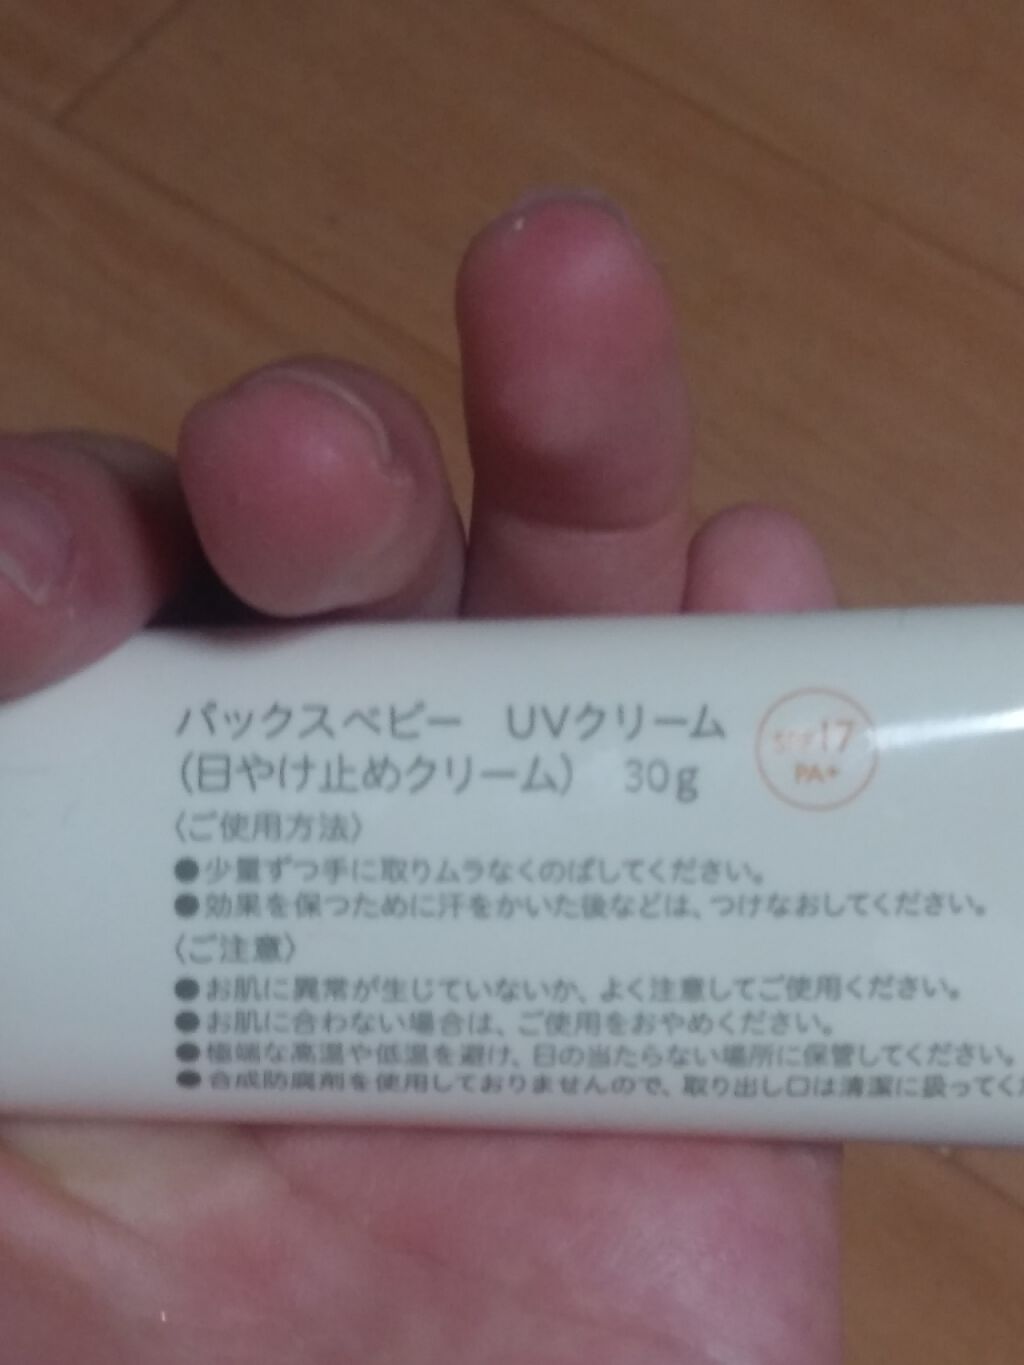 パックスベビー　UVクリーム
（日やけ止めクリーム）　30g
SPF17
PA+
〈ご使用方法〉
●少量ずつ手に取りムラなくのばしてください。
●効果を保つために汗をかいた後などは、つけなおしてください。
〈ご注意〉
●お肌に異常が生じていないか、よく注意してご使用ください。
●お肌に合わない場合は、ご使用をおやめください。
●極端な高温や低温を避け、日の当たらない場所に保管してください。
●合成防腐剤を使用しておりませんので、取り出し口は清潔に扱ってく